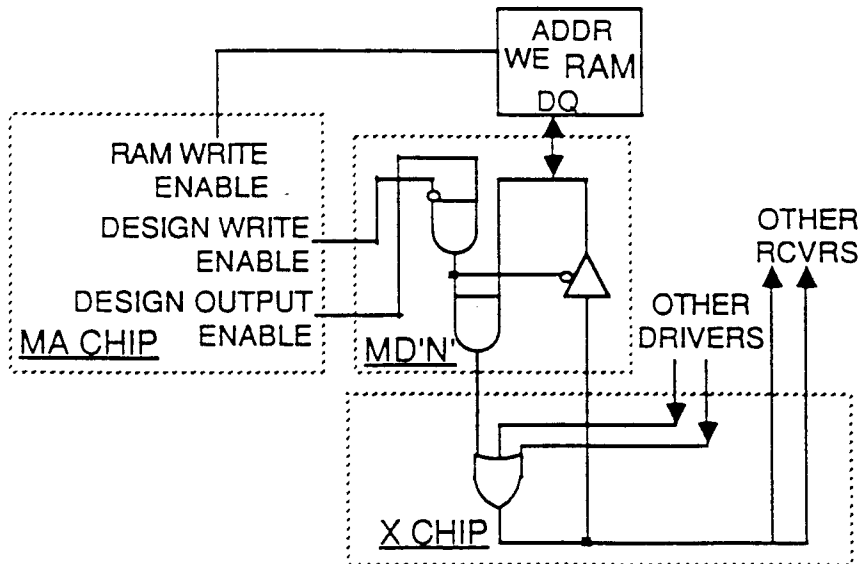 ADDR
WE RAM
DQ
RAM WRITE
ENABLE
DESIGN WRITE
ENABLE
DESIGN OUTPUT
ENABLE
MA CHIP
MD'N'
OTHER
RCVRS
OTHER
DRIVERS
X CHIP